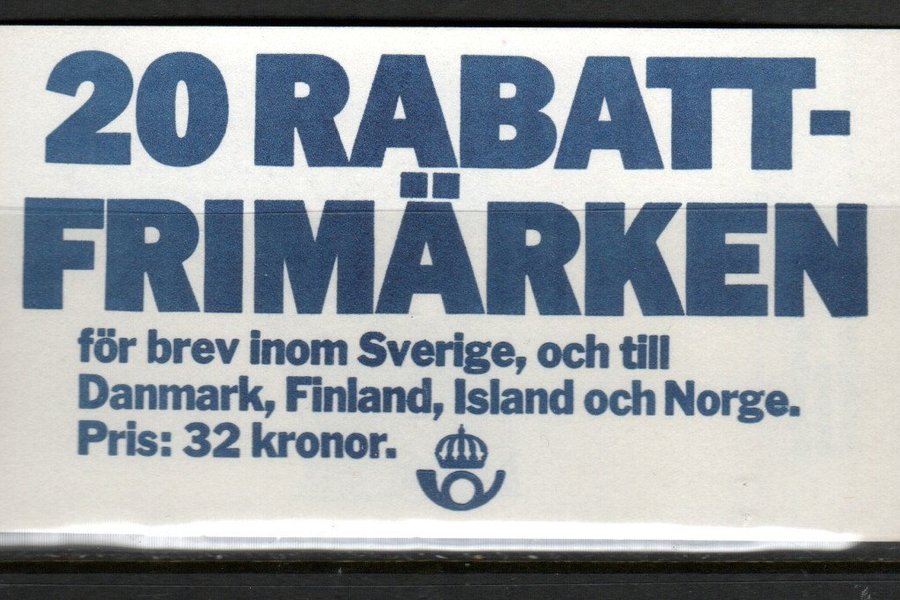 20 RABATT-
FRIMÄRKEN
för brev inom Sverige, och till
Danmark, Finland, Island och Norge.
Pris: 32 kronor.